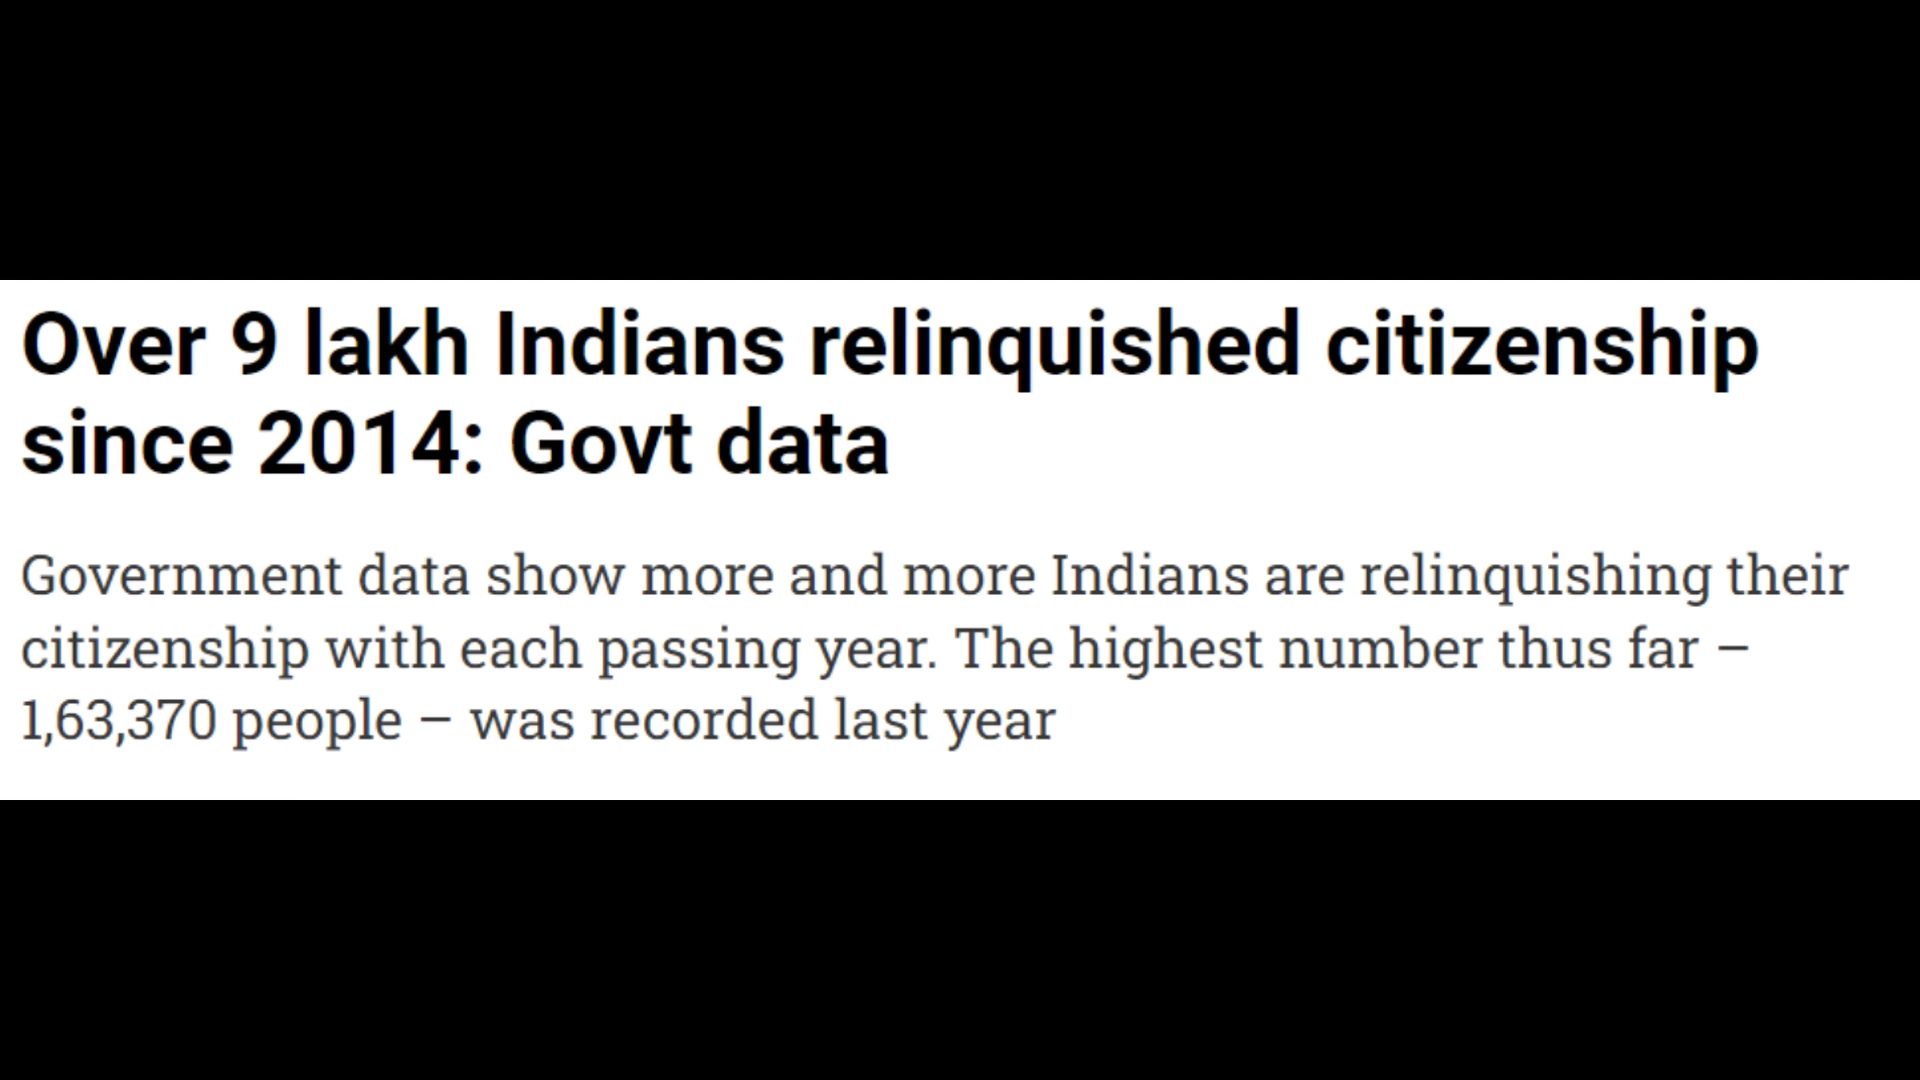 Over 9 lakh Indians relinquished citizenship
since 2014: Govt data
Government data show more and more Indians are relinquishing their
citizenship with each passing year. The highest number thus far –
1,63,370 people – was recorded last year